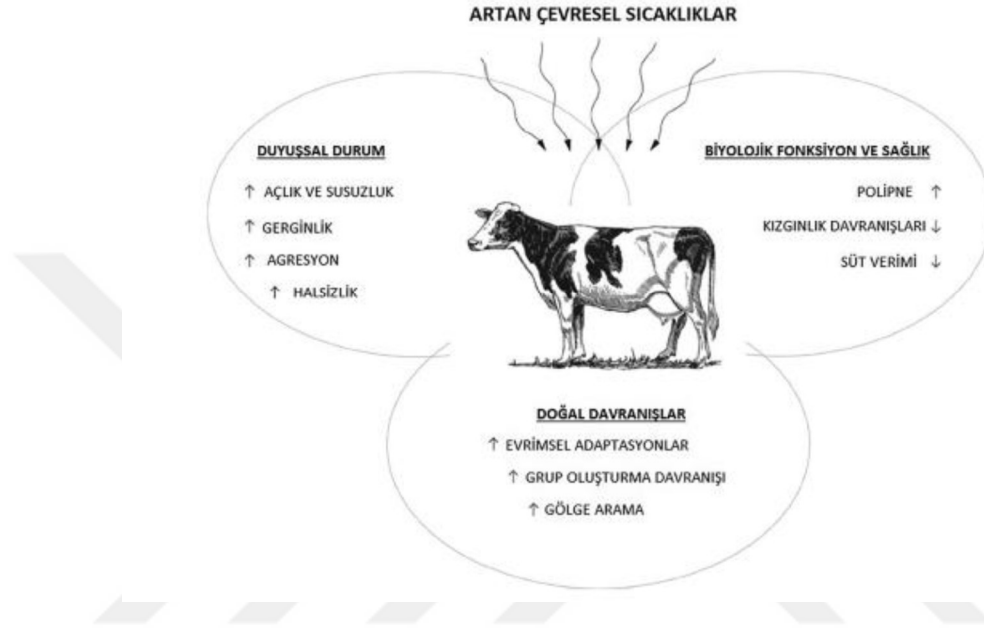 ARTAN ÇEVRESEL SICAKLIKLAR
DUYUŞSAL DURUM
↑ AÇLIK VE SUSUZLUK
↑ GERGİNLİK
↑ AGRESYON
↑ HALSİZLİK
BİYOLOJİK FONKSİYON VE SAĞLIK
POLİPNE ↑
KIZGINLIK DAVRANIŞLARI ↓
SÜT VERİMİ ↓
DOĞAL DAVRANIŞLAR
↑ EVRİMSEL ADAPTASYONLAR
↑ GRUP OLUŞTURMA DAVRANIŞI
↑ GÖLGE ARAMA